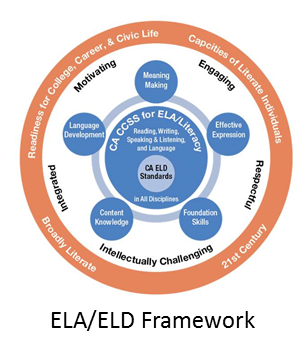 Readiness for College, Career, & Civic Life
Capcities of Literate Individuals
Motivating
Engaging
Meaning
Making
Language
Development
Effective
Expression
CA CCSS for ELA/Literacy
Reading, Writing,
Speaking & Listening,
and Language
CA ELD
Standards
in All Disciplines
Integrated
Respectful
Content
Knowledge
Foundation
Skills
Intellectually Challenging
Broadly Literate
21st Century
ELA/ELD Framework